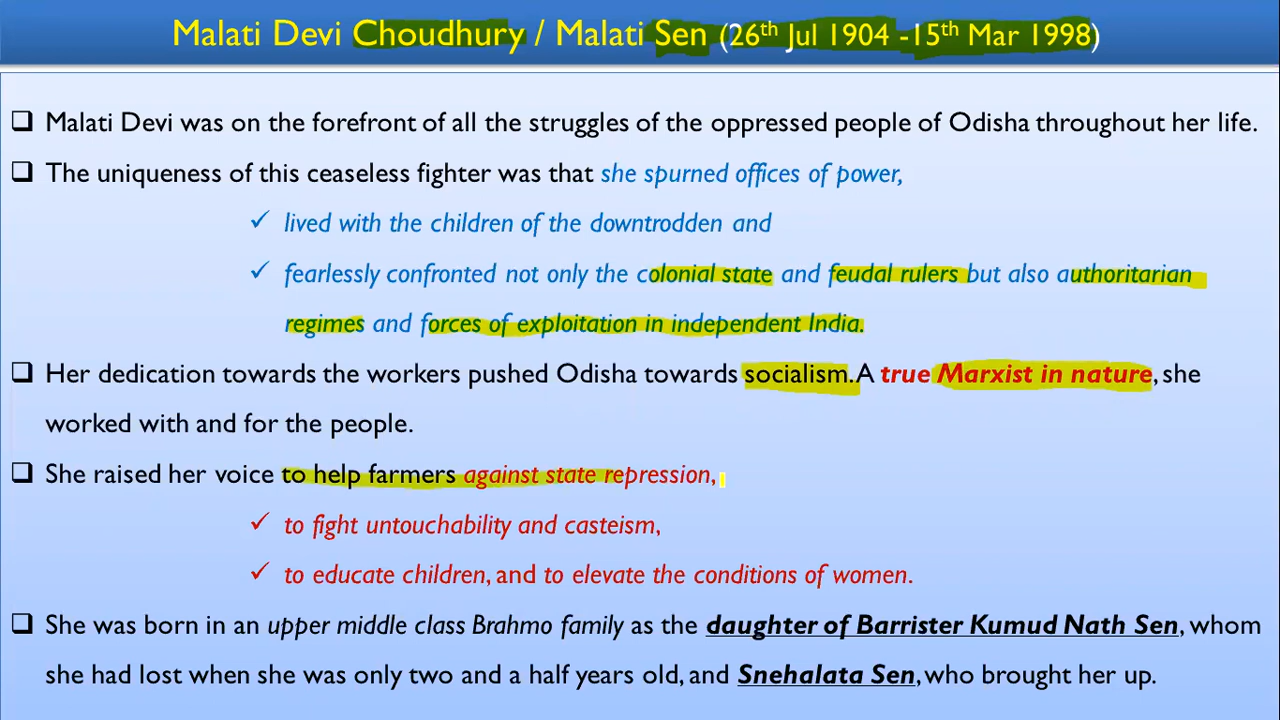 Malati Devi Choudhury / Malati Sen (26th Jul 1904 -15th Mar 1998)
❑ Malati Devi was on the forefront of all the struggles of the oppressed people of Odisha throughout her life.
❑ The uniqueness of this ceaseless fighter was that she spurned offices of power,
✓ lived with the children of the downtrodden and
✓ fearlessly confronted not only the colonial state and feudal rulers but also authoritarian
regimes and forces of exploitation in independent India.
❑ Her dedication towards the workers pushed Odisha towards socialism. A true Marxist in nature, she
worked with and for the people.
❑ She raised her voice to help farmers against state repression,
✓ to fight untouchability and casteism,
✓ to educate children, and to elevate the conditions of women.
❑ She was born in an upper middle class Brahmo family as the daughter of Barrister Kumud Nath Sen, whom
she had lost when she was only two and a half years old, and Snehalata Sen, who brought her up.